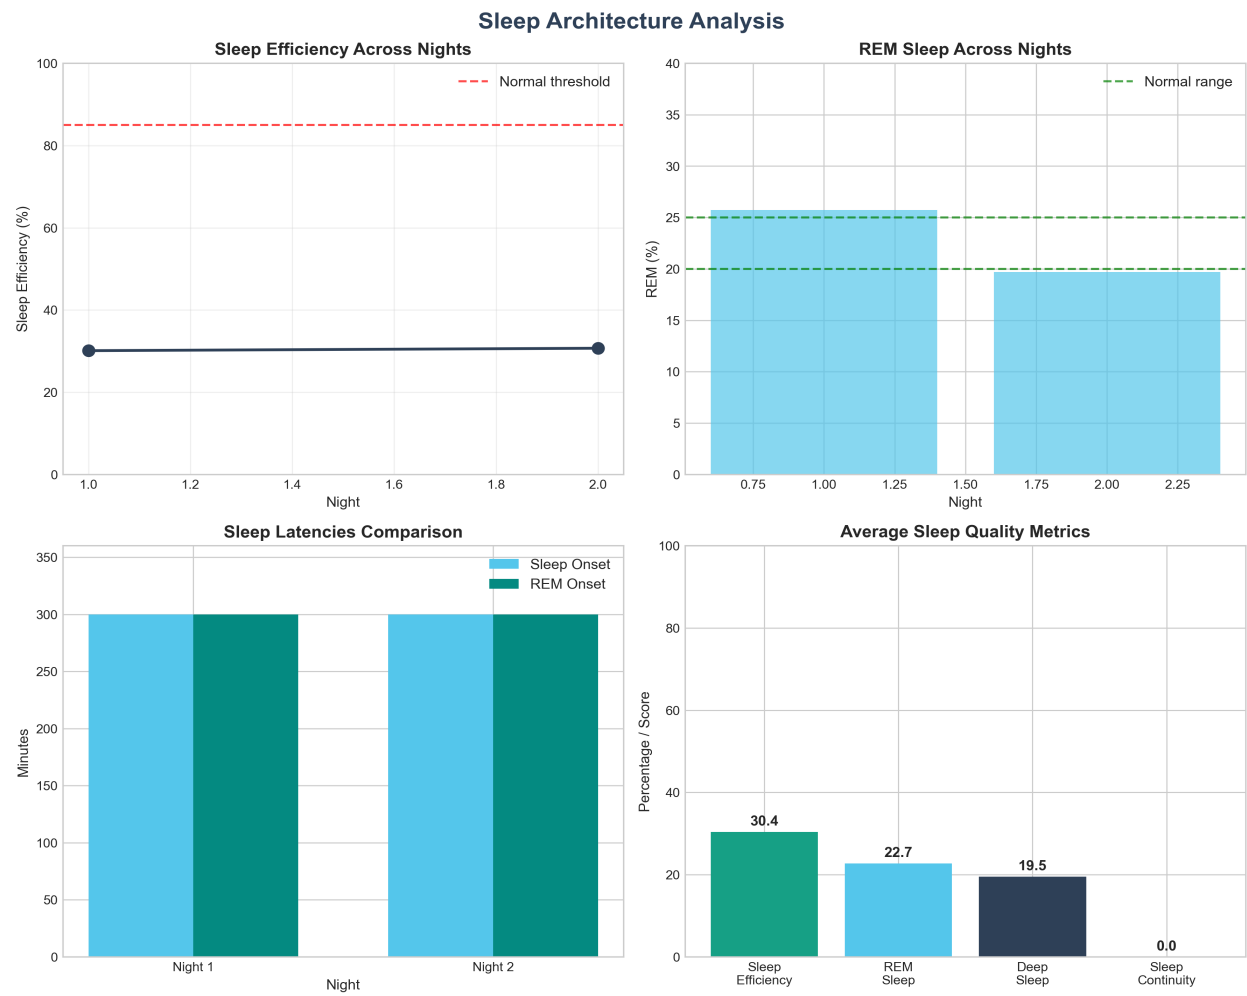 Sleep Architecture Analysis
Sleep Efficiency Across Nights
100
80
60
40
20
0
Sleep Efficiency (%)
Normal threshold
1.0 1.2 1.4 1.6 1.8 2.0
Night
REM Sleep Across Nights
40
35
30
25
20
15
10
5
0
REM (%)
Normal range
0.75 1.00 1.25 1.50 1.75 2.00 2.25
Night
Sleep Latencies Comparison
350
300
250
200
150
100
50
0
Minutes
Sleep Onset
REM Onset
Night 1 Night 2
Night
Average Sleep Quality Metrics
100
80
60
40
20
0
Percentage / Score
30.4
22.7
19.5
0.0
Sleep
Efficiency
REM
Sleep
Deep
Sleep
Sleep
Continuity